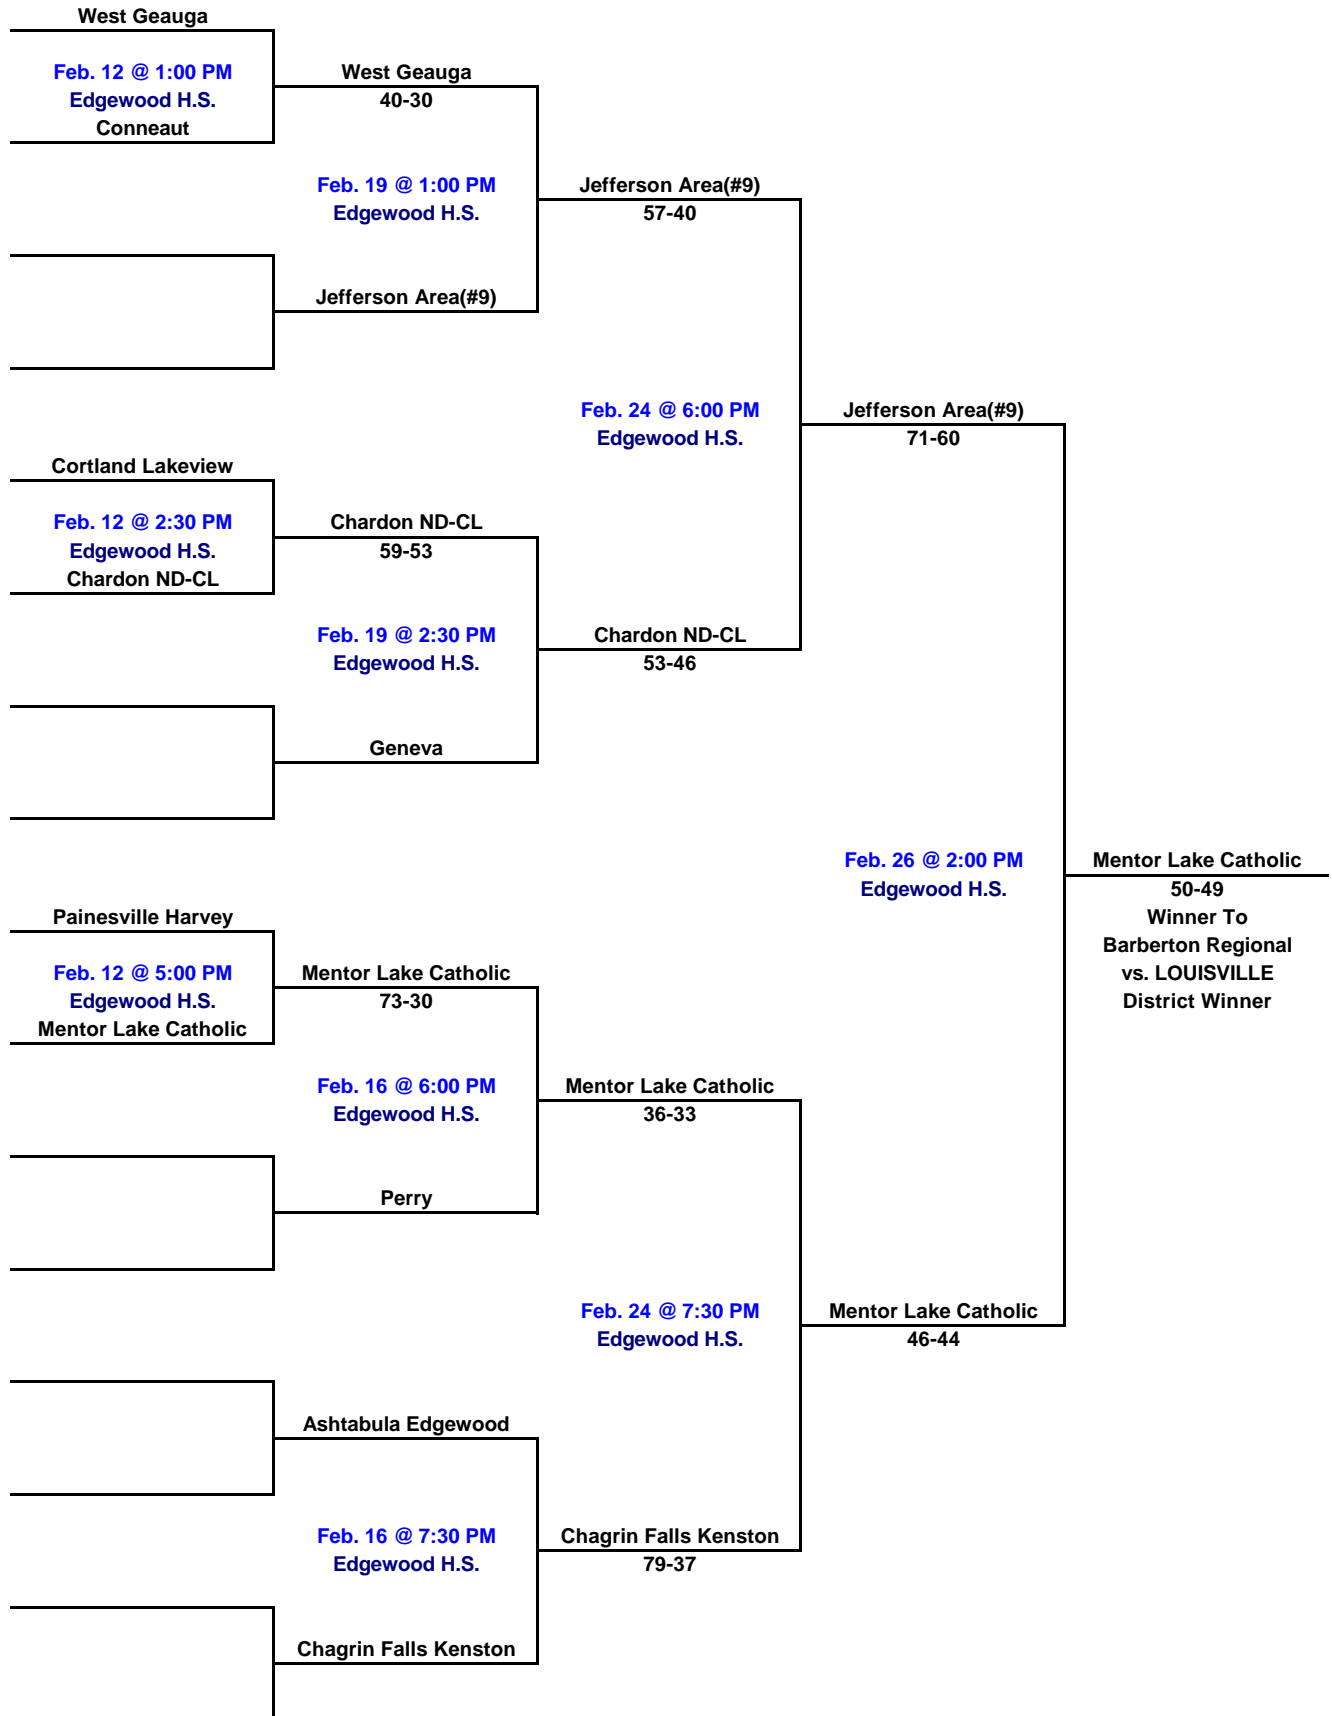 West Geauga
Feb. 12 @ 1:00 PM
Edgewood H.S.
Conneaut
West Geauga
40-30
Feb. 19 @ 1:00 PM
Edgewood H.S.
Jefferson Area(#9)
Jefferson Area(#9)
57-40
Feb. 24 @ 6:00 PM
Edgewood H.S.
Jefferson Area(#9)
71-60
Cortland Lakeview
Feb. 12 @ 2:30 PM
Edgewood H.S.
Chardon ND-CL
Chardon ND-CL
59-53
Feb. 19 @ 2:30 PM
Edgewood H.S.
Geneva
Chardon ND-CL
53-46
Feb. 26 @ 2:00 PM
Edgewood H.S.
Mentor Lake Catholic
50-49
Winner To
Barberton Regional
vs. LOUISVILLE
District Winner
Painesville Harvey
Feb. 12 @ 5:00 PM
Edgewood H.S.
Mentor Lake Catholic
Mentor Lake Catholic
73-30
Feb. 16 @ 6:00 PM
Edgewood H.S.
Perry
Mentor Lake Catholic
36-33
Feb. 24 @ 7:30 PM
Edgewood H.S.
Mentor Lake Catholic
46-44
Ashtabula Edgewood
Feb. 16 @ 7:30 PM
Edgewood H.S.
Chagrin Falls Kenston
Chagrin Falls Kenston
79-37